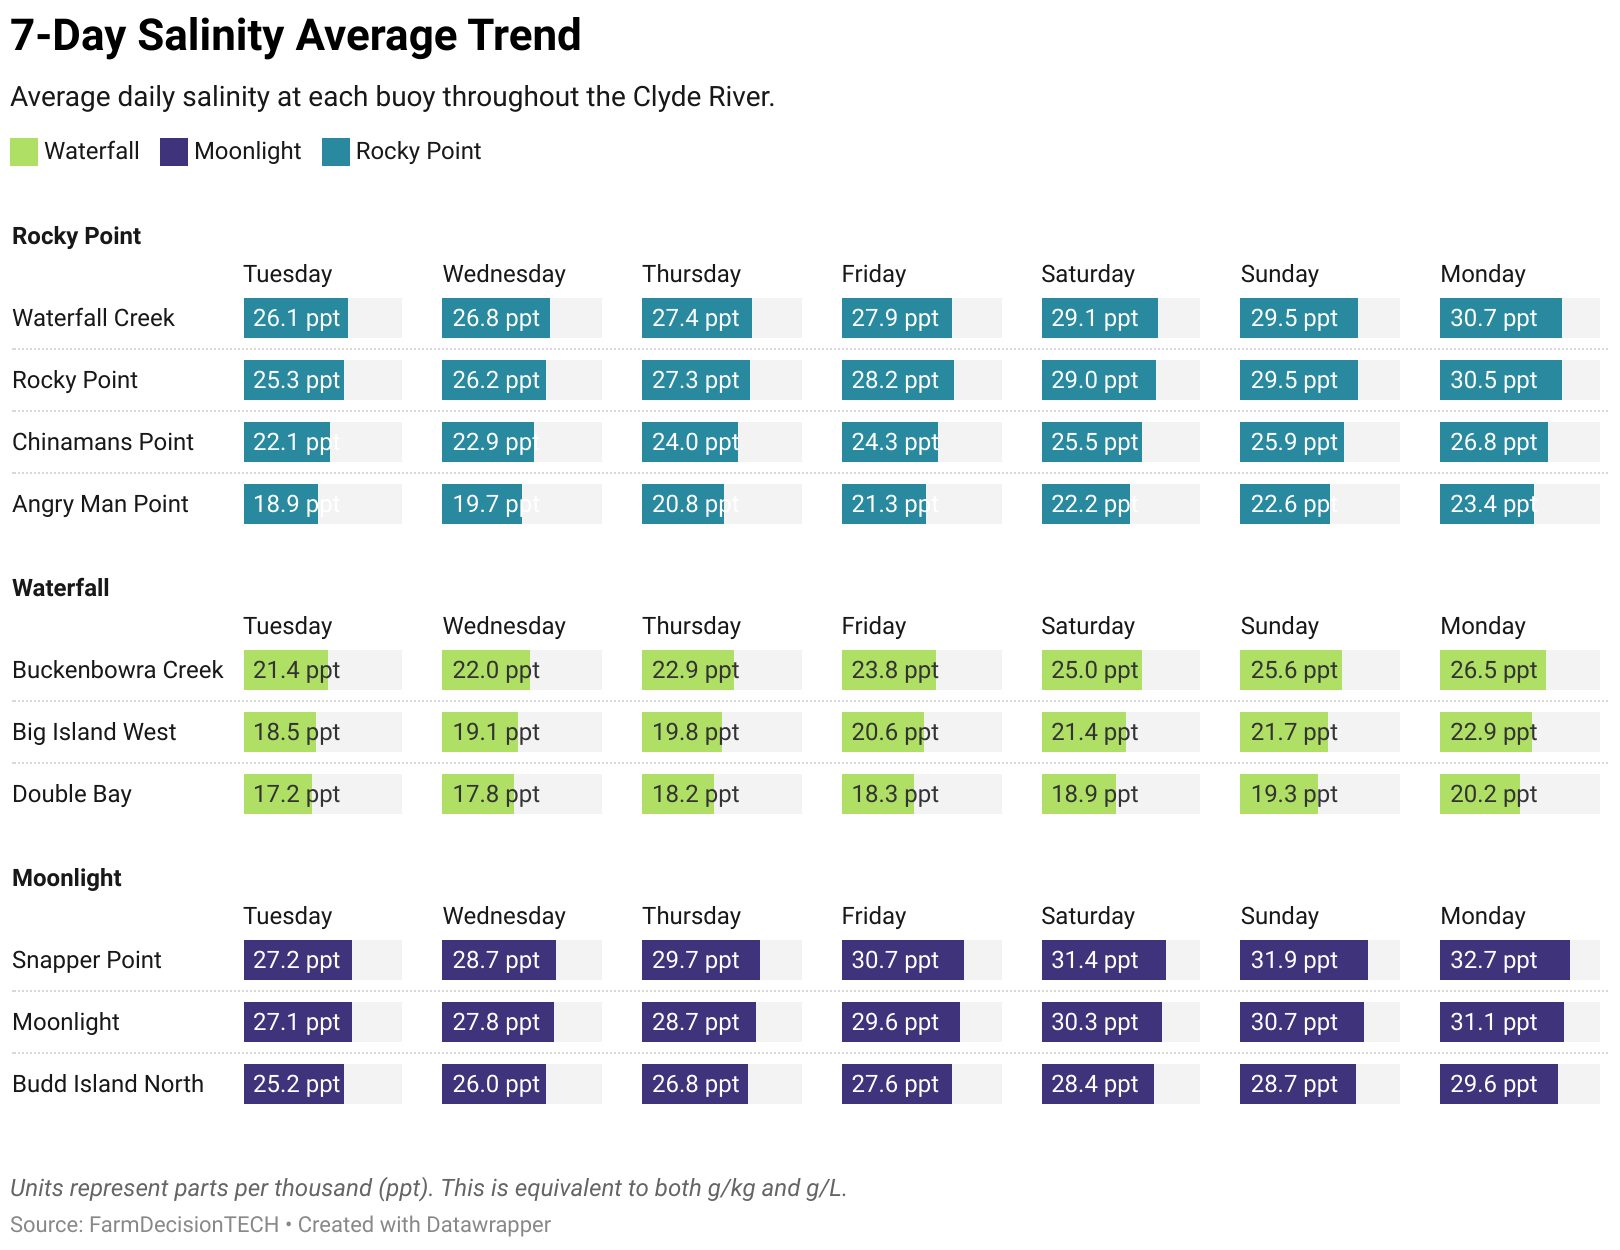 7-Day Salinity Average Trend
Average daily salinity at each buoy throughout the Clyde River.
Waterfall Moonlight Rocky Point
Rocky Point
Tuesday Wednesday Thursday Friday Saturday Sunday Monday
Waterfall Creek 26.1 ppt 26.8 ppt 27.4 ppt 27.9 ppt 29.1 ppt 29.5 ppt 30.7 ppt
Rocky Point 25.3 ppt 26.2 ppt 27.3 ppt 28.2 ppt 29.0 ppt 29.5 ppt 30.5 ppt
Chinamans Point 22.1 ppt 22.9 ppt 24.0 ppt 24.3 ppt 25.5 ppt 25.9 ppt 26.8 ppt
Angry Man Point 18.9 ppt 19.7 ppt 20.8 ppt 21.3 ppt 22.2 ppt 22.6 ppt 23.4 ppt
Waterfall
Tuesday Wednesday Thursday Friday Saturday Sunday Monday
Buckenbowra Creek 21.4 ppt 22.0 ppt 22.9 ppt 23.8 ppt 25.0 ppt 25.6 ppt 26.5 ppt
Big Island West 18.5 ppt 19.1 ppt 19.8 ppt 20.6 ppt 21.4 ppt 21.7 ppt 22.9 ppt
Double Bay 17.2 ppt 17.8 ppt 18.2 ppt 18.3 ppt 18.9 ppt 19.3 ppt 20.2 ppt
Moonlight
Tuesday Wednesday Thursday Friday Saturday Sunday Monday
Snapper Point 27.2 ppt 28.7 ppt 29.7 ppt 30.7 ppt 31.4 ppt 31.9 ppt 32.7 ppt
Moonlight 27.1 ppt 27.8 ppt 28.7 ppt 29.6 ppt 30.3 ppt 30.7 ppt 31.1 ppt
Budd Island North 25.2 ppt 26.0 ppt 26.8 ppt 27.6 ppt 28.4 ppt 28.7 ppt 29.6 ppt
Units represent parts per thousand (ppt). This is equivalent to both g/kg and g/L.
Source: FarmDecisionTECH • Created with Datawrapper